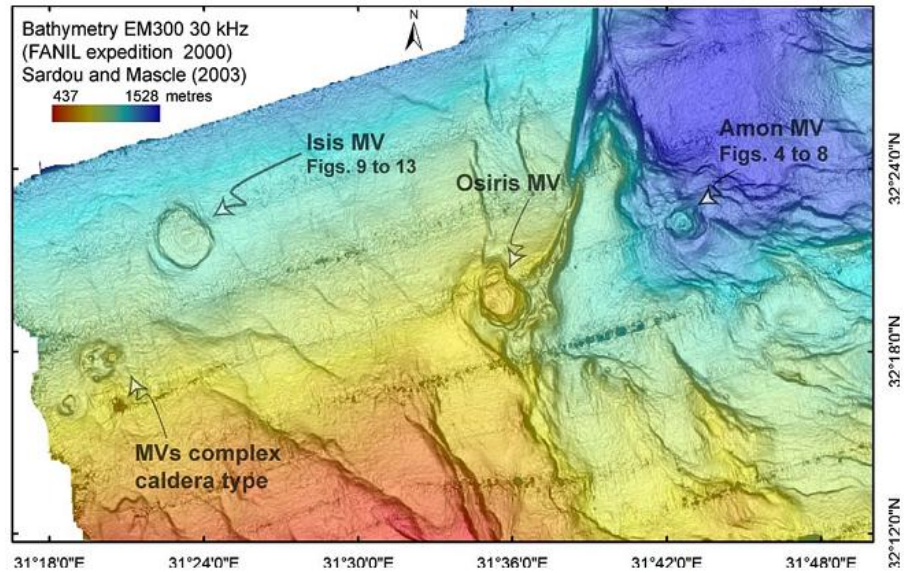 Bathymetry EM300 30 kHz
(FANIL expedition 2000)
Sardou and Mascle (2003)
437 1528 metres
N
Isis MV
Figs. 9 to 13
Osiris MV
Amon MV
Figs. 4 to 8
MVs complex
caldera type
32°24'0"N
32°18'0"N
32°12'0"N
31°18'0"E 31°24'0"E 31°30'0"E 31°36'0"E 31°42'0"E 31°48'0"E